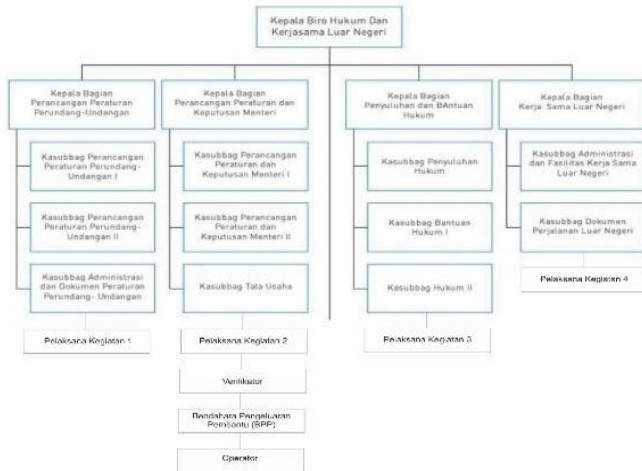 Kepala Biro Hukum Dan
Kerjasama Luar Negeri
Kepala Bagian
Perancangan Peraturan
Perundang-Undangan
Kasubbag Perancangan
Peraturan Perundang-
Undangan I
Kasubbag Perancangan
Peraturan Perundang-
Undangan II
Kasubbag Administrasi
dan Dokumen Peraturan
Perundang- Undangan
Pelaksana Kegiatan 1
Kepala Bagian
Perancangan Peraturan dan
Keputusan Menteri
Kasubbag Perancangan
Peraturan dan
Keputusan Menteri I
Kasubbag Perancangan
Peraturan dan
Keputusan Menteri II
Kasubbag Tata Usaha
Pelaksana Kegiatan 2
Verifikator
Bendahara Pengeluaran
Pembantu (BPP)
Operator
Kepala Bagian
Penyuluhan dan BAntuan
Hukum
Kasubbag Penyuluhan
Hukum
Kasubbag Bantuan
Hukum I
Kasubbag Hukum II
Pelaksana Kegiatan 3
Kepala Bagian
Kerja Sama Luar Negeri
Kasubbag Administrasi
dan Fasilitas Kerja Sama
Luar Negeri
Kasubbag Dokumen
Perjalanan Luar Negeri
Pelaksana Kegiatan 4